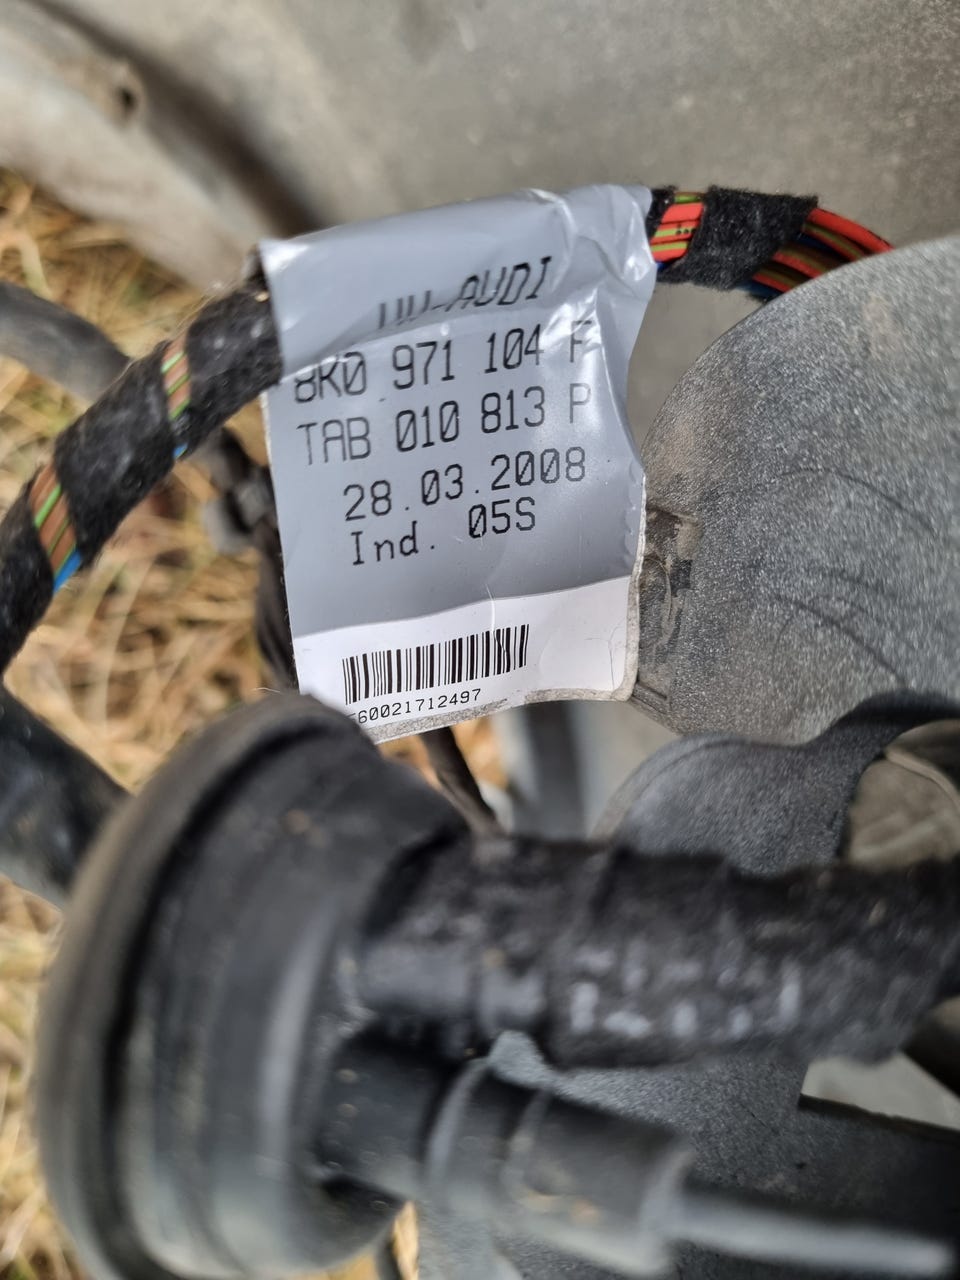 VW-AUDI
8K0 971 104 F
TAB 010 813 P
28.03.2008
Ind. 05S
60021712497